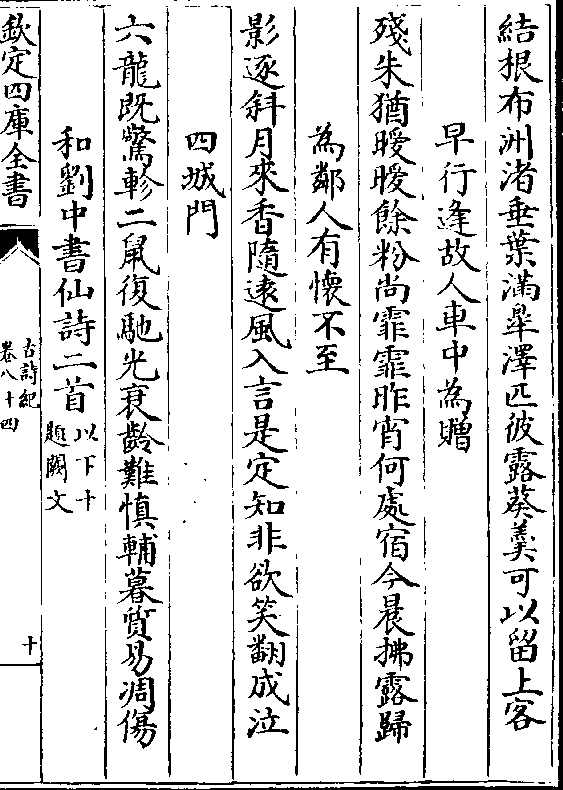 結根布洲渚垂葉滿臯澤匹彼露葵羹可以留上客
早行逢故人車中為贈
殘朱猶曖曖餘粉尚霏霏昨宵何處宿今晨拂露歸
為鄰人有懷不至
影逐斜月來香隨逺風入言是定知非欲笑翻成泣
四城門
六龍既驚軫二鼠復馳光衰齡難慎輔暮質易凋傷
和劉中書仙詩二首以下十
題闕文
欽定四庫全書
古詩紀
卷八十四
十